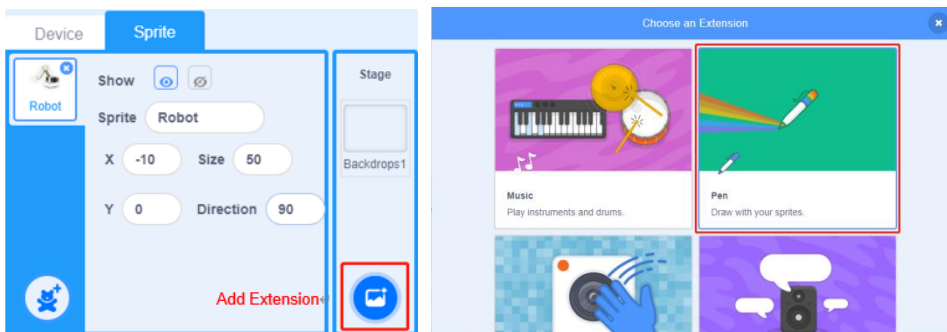 Device Sprite
Robot
Show
Sprite Robot
X -10 Size 50
Y 0 Direction 90
Stage
Backdrops1
Add Extension↵
Choose an Extension
Music
Play instruments and drums.
Pen
Draw with your sprites.